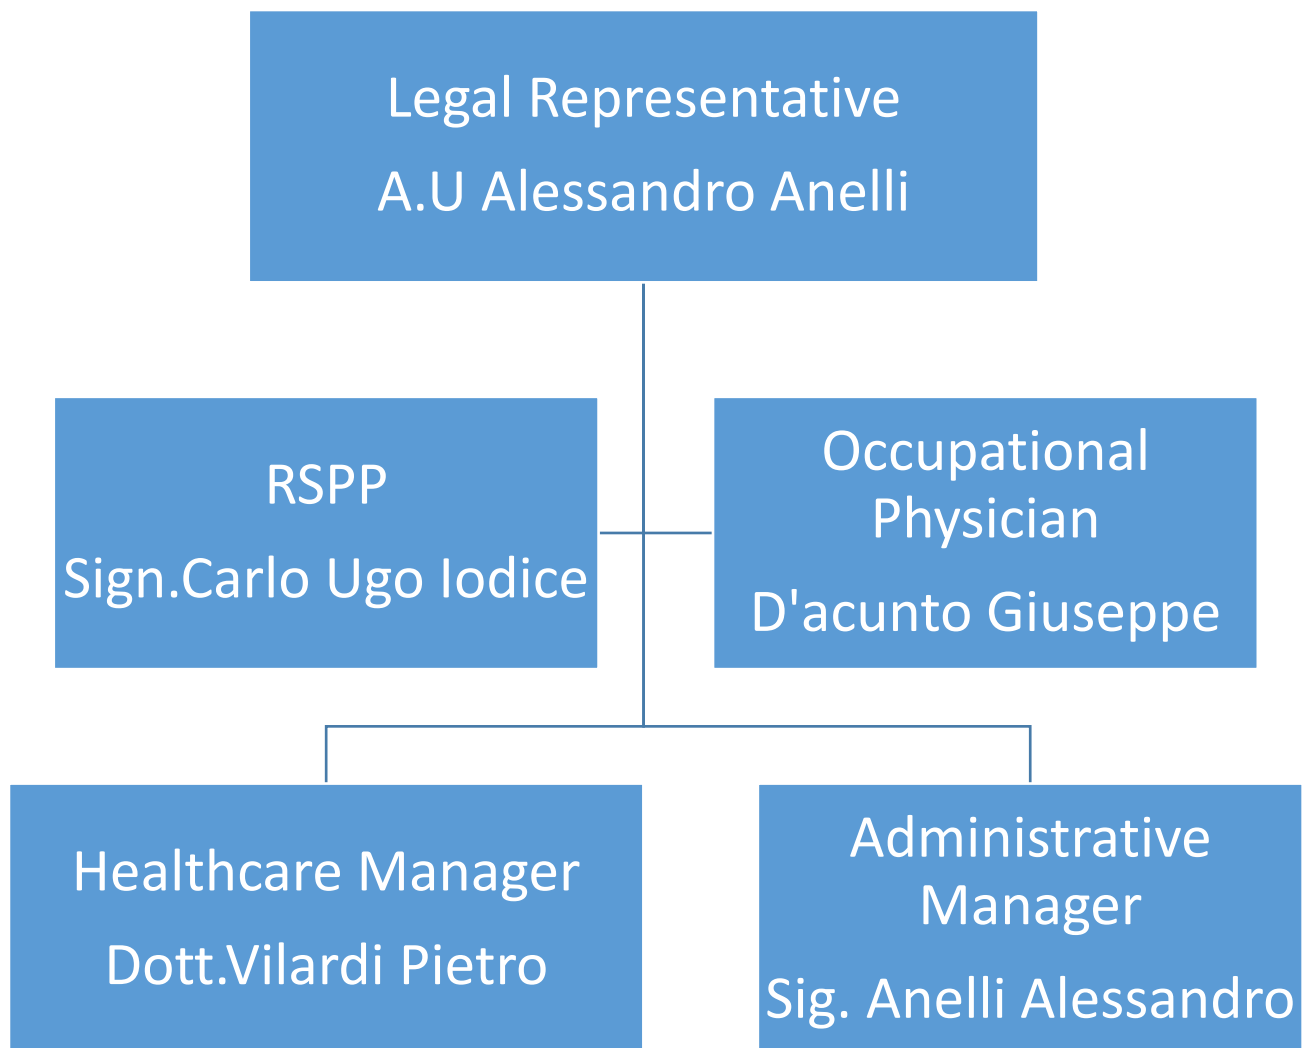 Legal Representative
A.U Alessandro Anelli
RSPP
Sign.Carlo Ugo Iodice
Occupational
Physician
D'acunto Giuseppe
Healthcare Manager
Dott.Vilardi Pietro
Administrative
Manager
Sig. Anelli Alessandro